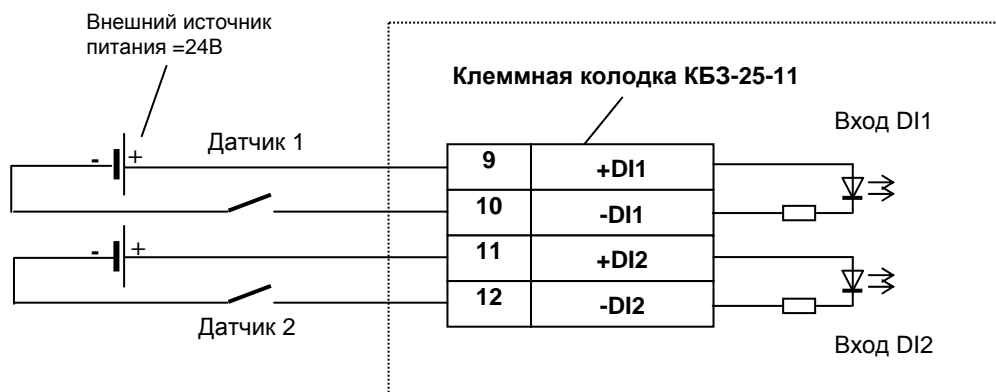 Внешний источник
питания =24В
Клеммная колодка КБЗ-25-11
Вход DI1
Датчик 1
- +
9 +DI1
10 -DI1
- +
11 +DI2
12 -DI2
Датчик 2
Вход DI2